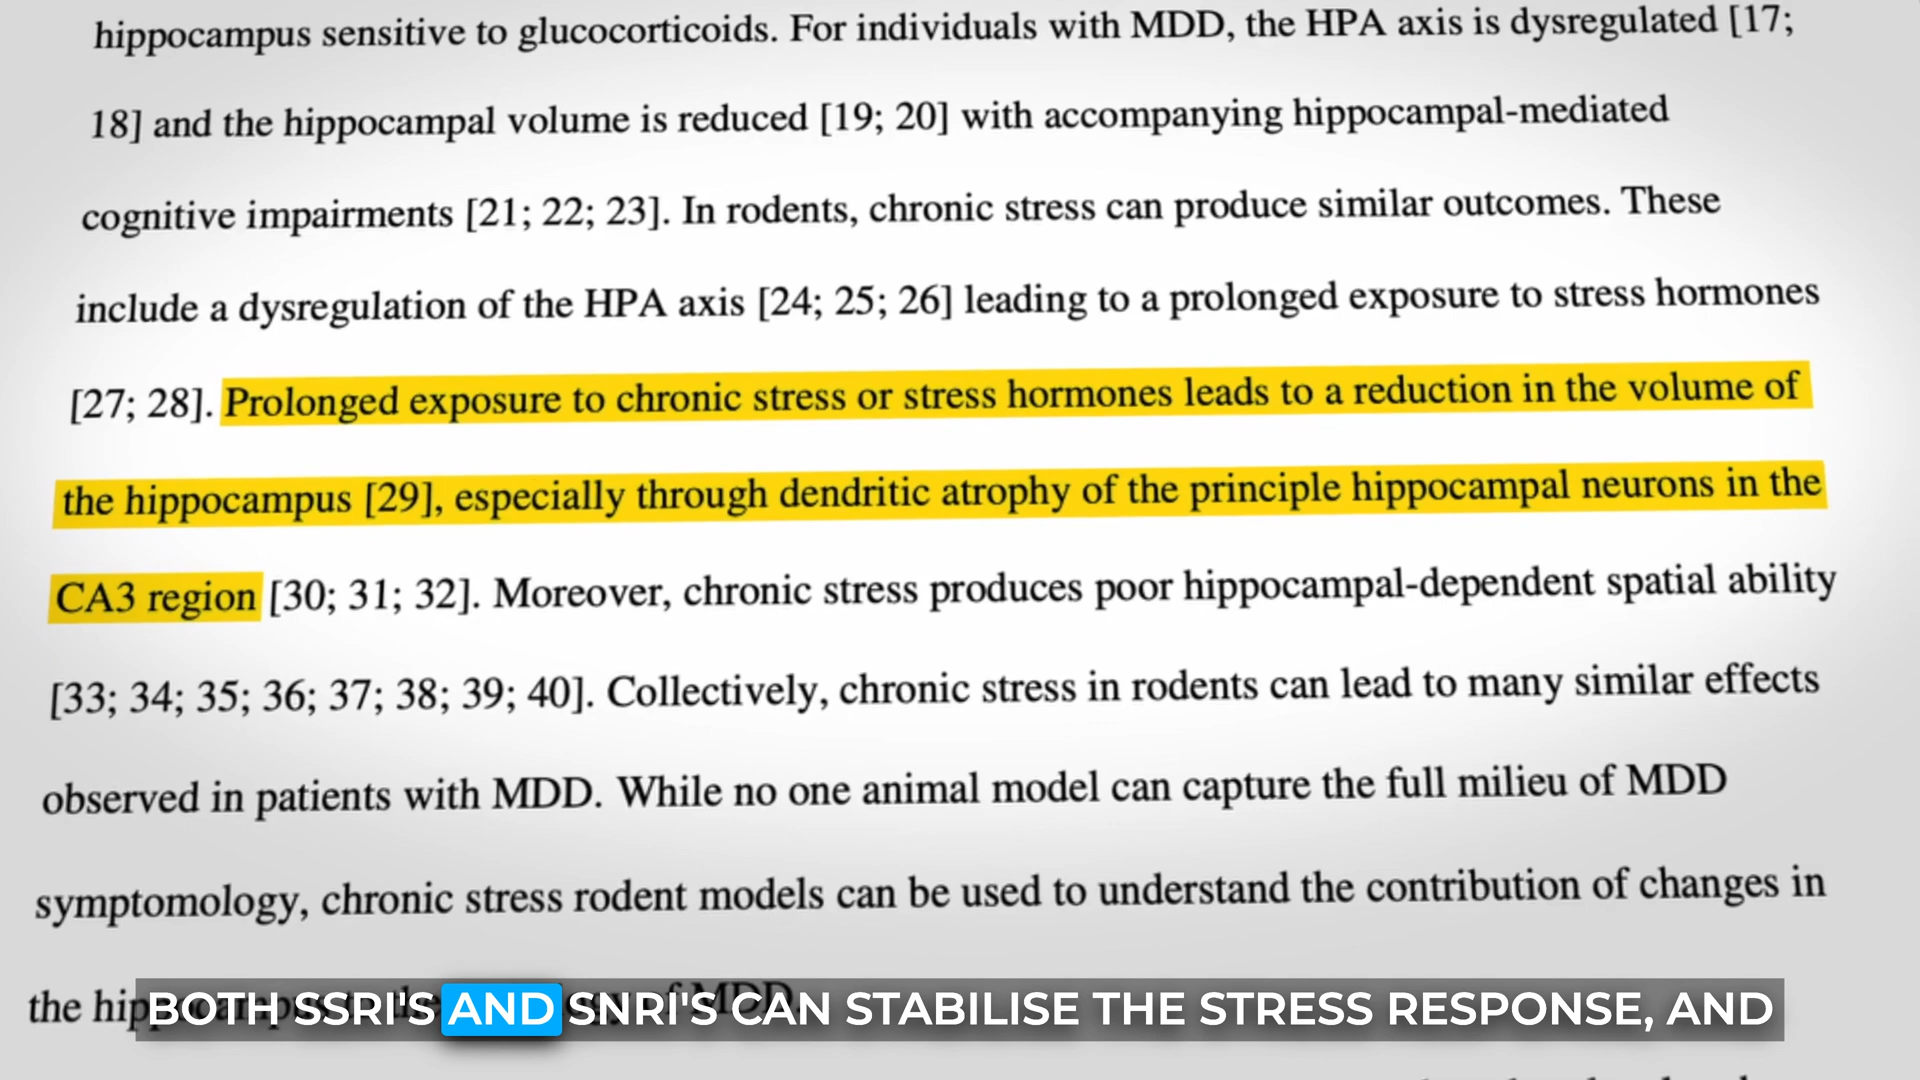 hippocampus sensitive to glucocorticoids. For individuals with MDD, the HPA axis is dysregulated [17;
18] and the hippocampal volume is reduced [19; 20] with accompanying hippocampal-mediated
cognitive impairments [21; 22; 23]. In rodents, chronic stress can produce similar outcomes. These
include a dysregulation of the HPA axis [24; 25; 26] leading to a prolonged exposure to stress hormones
[27; 28]. Prolonged exposure to chronic stress or stress hormones leads to a reduction in the volume of
the hippocampus [29], especially through dendritic atrophy of the principle hippocampal neurons in the
CA3 region [30; 31; 32]. Moreover, chronic stress produces poor hippocampal-dependent spatial ability
[33; 34; 35; 36; 37; 38; 39; 40]. Collectively, chronic stress in rodents can lead to many similar effects
observed in patients with MDD. While no one animal model can capture the full milieu of MDD
symptomology, chronic stress rodent models can be used to understand the contribution of changes in
the
BOTH SSRI'S AND SNRI'S CAN STABILISE THE STRESS RESPONSE, AND